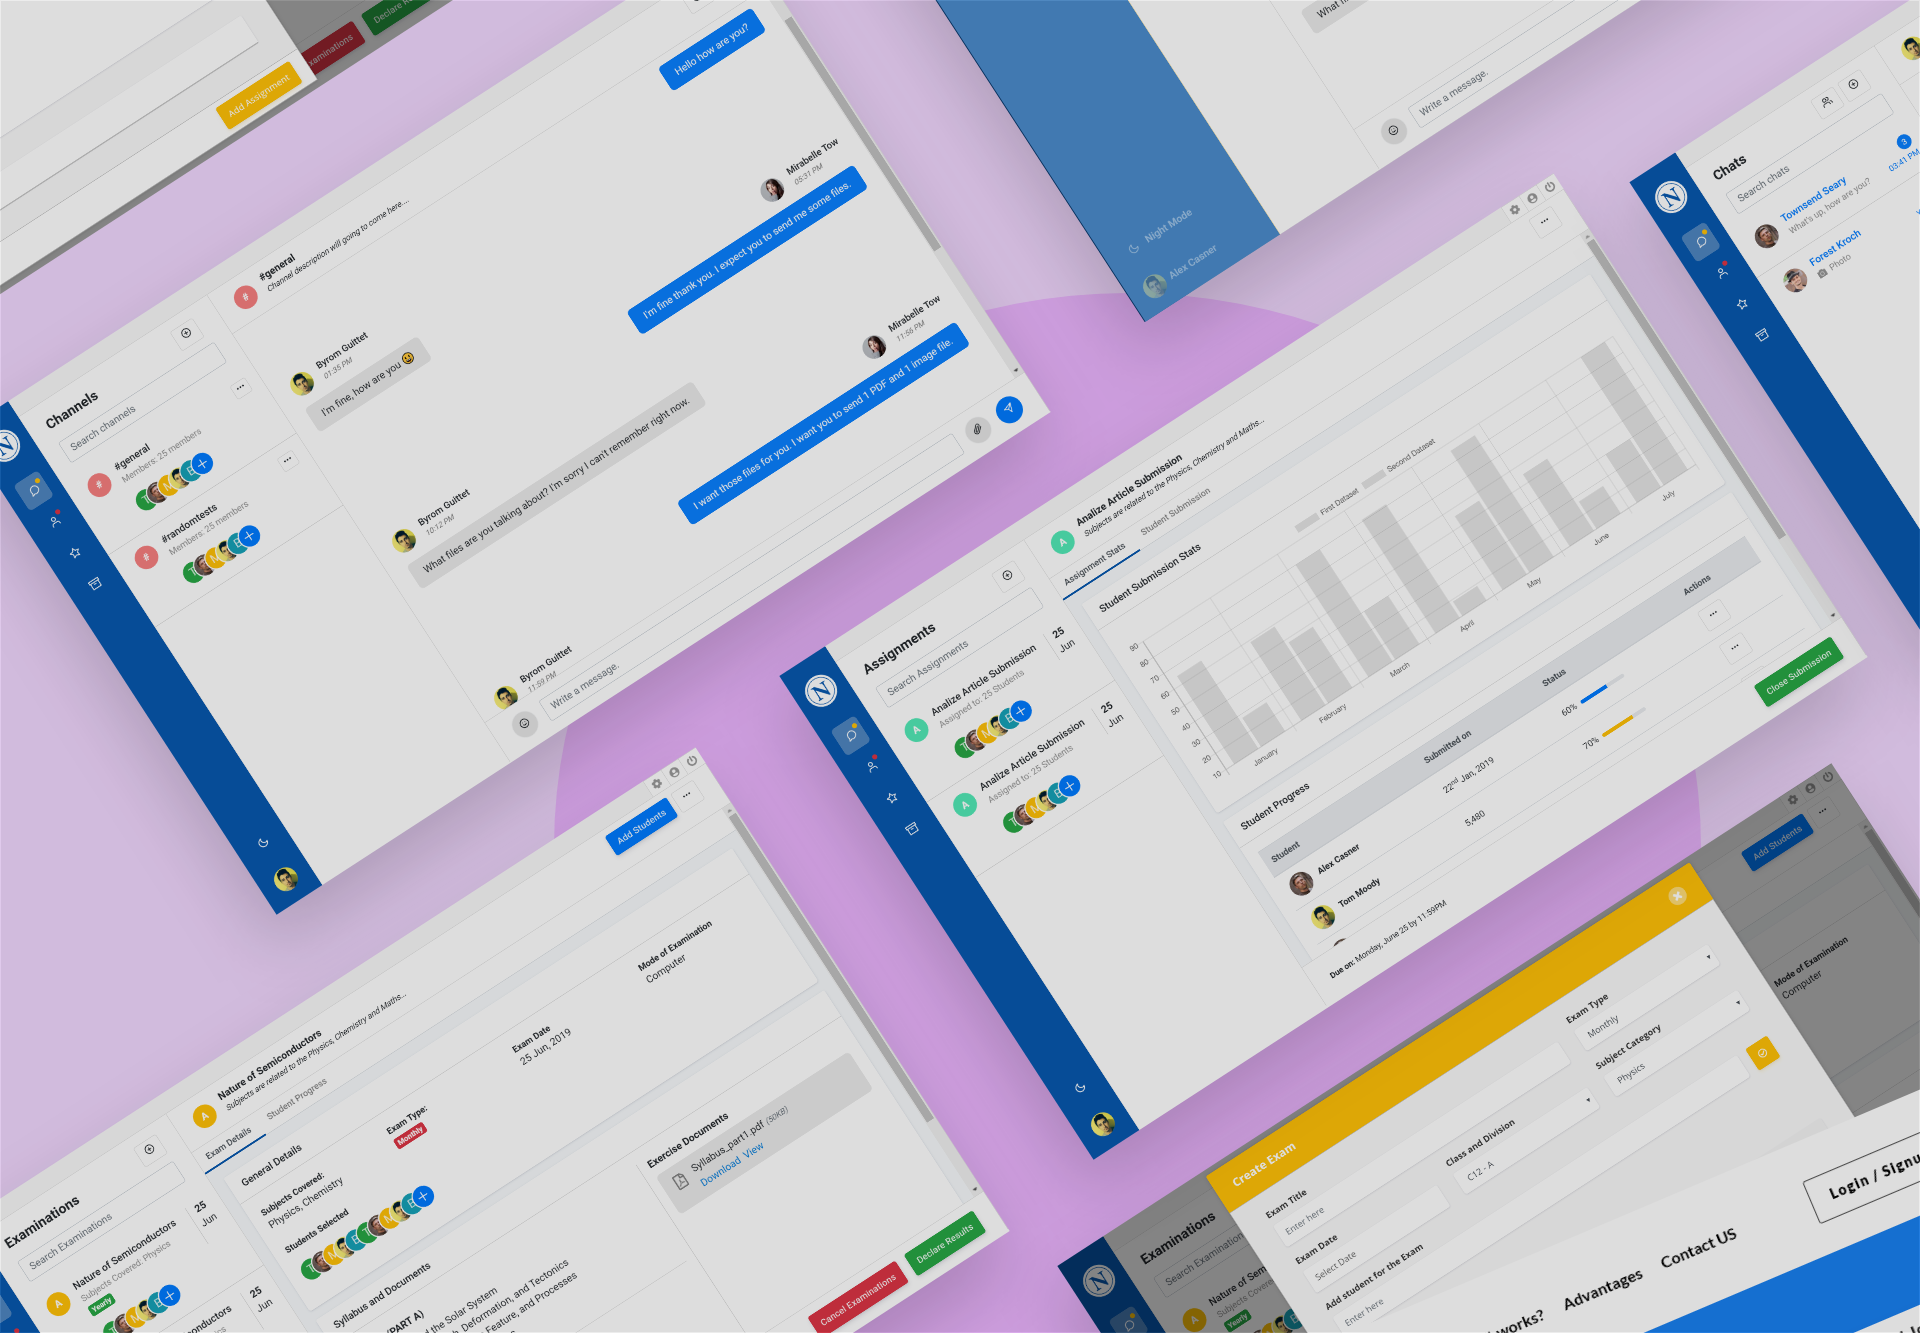 Declare Re
xaminations
Add Assignment
#general
Channel description will going to come here...
Hello how are you?
Mirabelle Tow
05:31 PM
I'm fine thank you. I expect you to send me some files.
Byrom Guittet
01:35 PM
I'm fine, how are you
Mirabelle Tow
11:56 PM
I want those files for you. I want you to send 1 PDF and 1 image file.
Byrom Guittet
10:12 PM
What files are you talking about? I'm sorry I can't remember right now.
Byrom Guittet
11:59 PM
Write a message.
Channels
Search channels
#general
Members: 25 members
#randomtests
Members: 25 members
N
What
Write a message.
Night Mode
Alex Casner
N
Chats
Search chats
Townsend Seary
What's up, how are you?
3
03:41 PM
Forest Kroch
Photo
N
Assignments
Search Assignments
Analize Article Submission
Assigned to: 25 Students
25
Jun
Analize Article Submission
Assigned to: 25 Students
25
Jun
A
Analize Article Submission
Subjects are related to the Physics, Chemistry and Maths...
Assignment Stats
Student Submission
Student Submission Stats
First Dataset
Second Dataset
90
80
70
60
50
40
30
20
10
January
February
March
April
May
June
July
Student Progress
Student
Submitted on
Status
Actions
Alex Casner
22nd Jan, 2019
60%
Tom Moody
5,480
70%
Due on: Monday, June 25 by 11:59PM
Close Submission
Examinations
Search Examinations
A
Nature of Semiconductors
Subjects Covered: Physics
Yearly
25
Jun
conductors
25
Jun
A
Nature of Semiconductors
Subjects are related to the Physics, Chemistry and Maths...
Add Students
Exam Details
Student Progress
General Details
Exam Type:
Monthly
Exam Date
25 Jun, 2019
Mode of Examination
Computer
Subjects Covered:
Physics, Chemistry
Students Selected
Syllabus and Documents
PART A)
d the Solar System
Deformation, and Tectonics
Feature, and Processes
Exercise Documents
Syllabus_part1.pdf (50KB)
Download View
Cancel Examinations
Declare Results
Add Students
Mode of Examination
Computer
N
Examinations
Search Examination
A
Nature of Sem
Subjects Covere
Yearly
Create Exam
Exam Title
Enter here
Exam Type
Monthly
Exam Date
Select Date
Class and Division
C12 - A
Subject Category
Physics
Add student for the Exam
Enter here
works?
Advantages
Contact US
LogIn / SIgnu